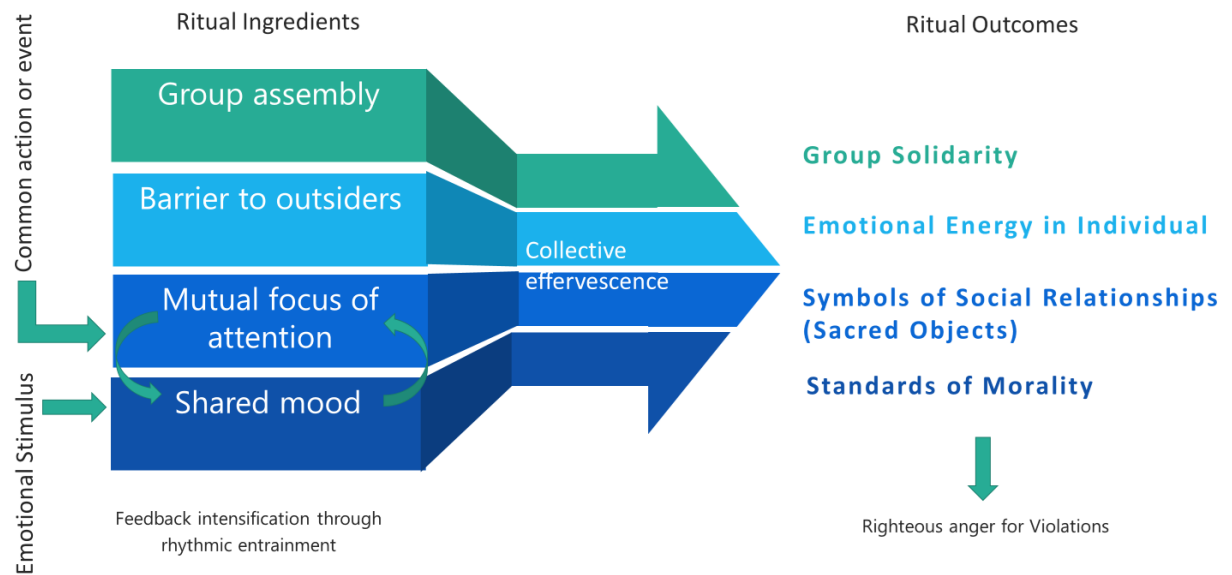 Ritual Ingredients
Ritual Outcomes
Common action or event
Emotional Stimulus
Group assembly
Barrier to outsiders
Mutual focus of
attention
Shared mood
Feedback intensification through
rhythmic entrainment
Collective
effervescence
Group Solidarity
Emotional Energy in Individual
Symbols of Social Relationships
(Sacred Objects)
Standards of Morality
Righteous anger for Violations